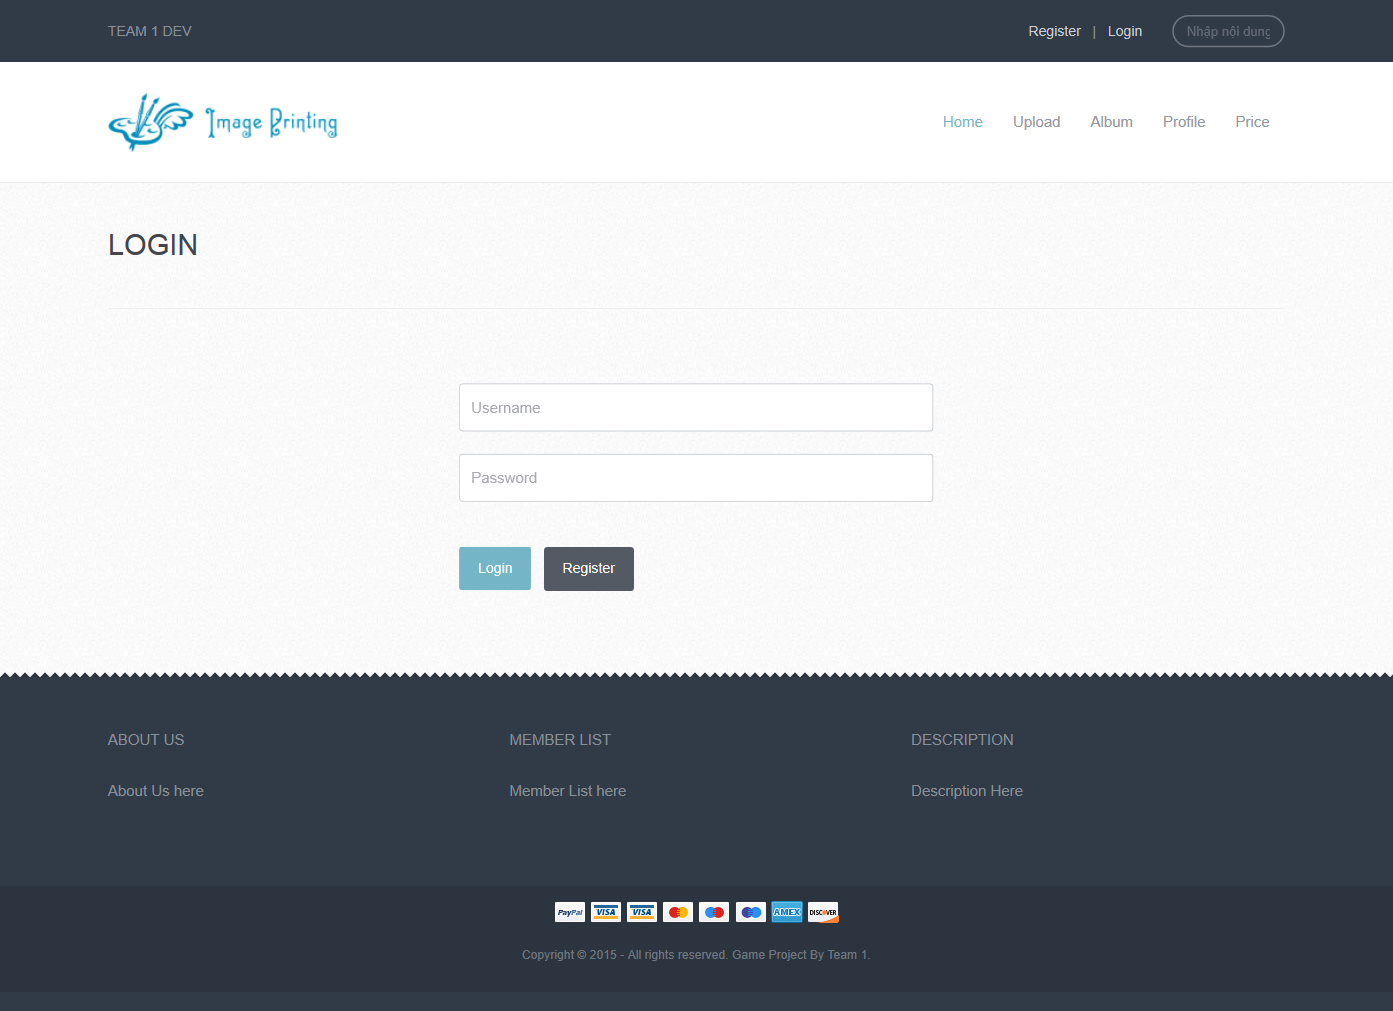 TEAM 1 DEV
Register | Login
Nhập nội dung
Image Printing
Home Upload Album Profile Price
LOGIN
Username
Password
Login Register
ABOUT US MEMBER LIST DESCRIPTION
About Us here Member List here Description Here
PayPal VISA VISA AMEX DISCOVER
Copyright © 2015 - All rights reserved. Game Project By Team 1.